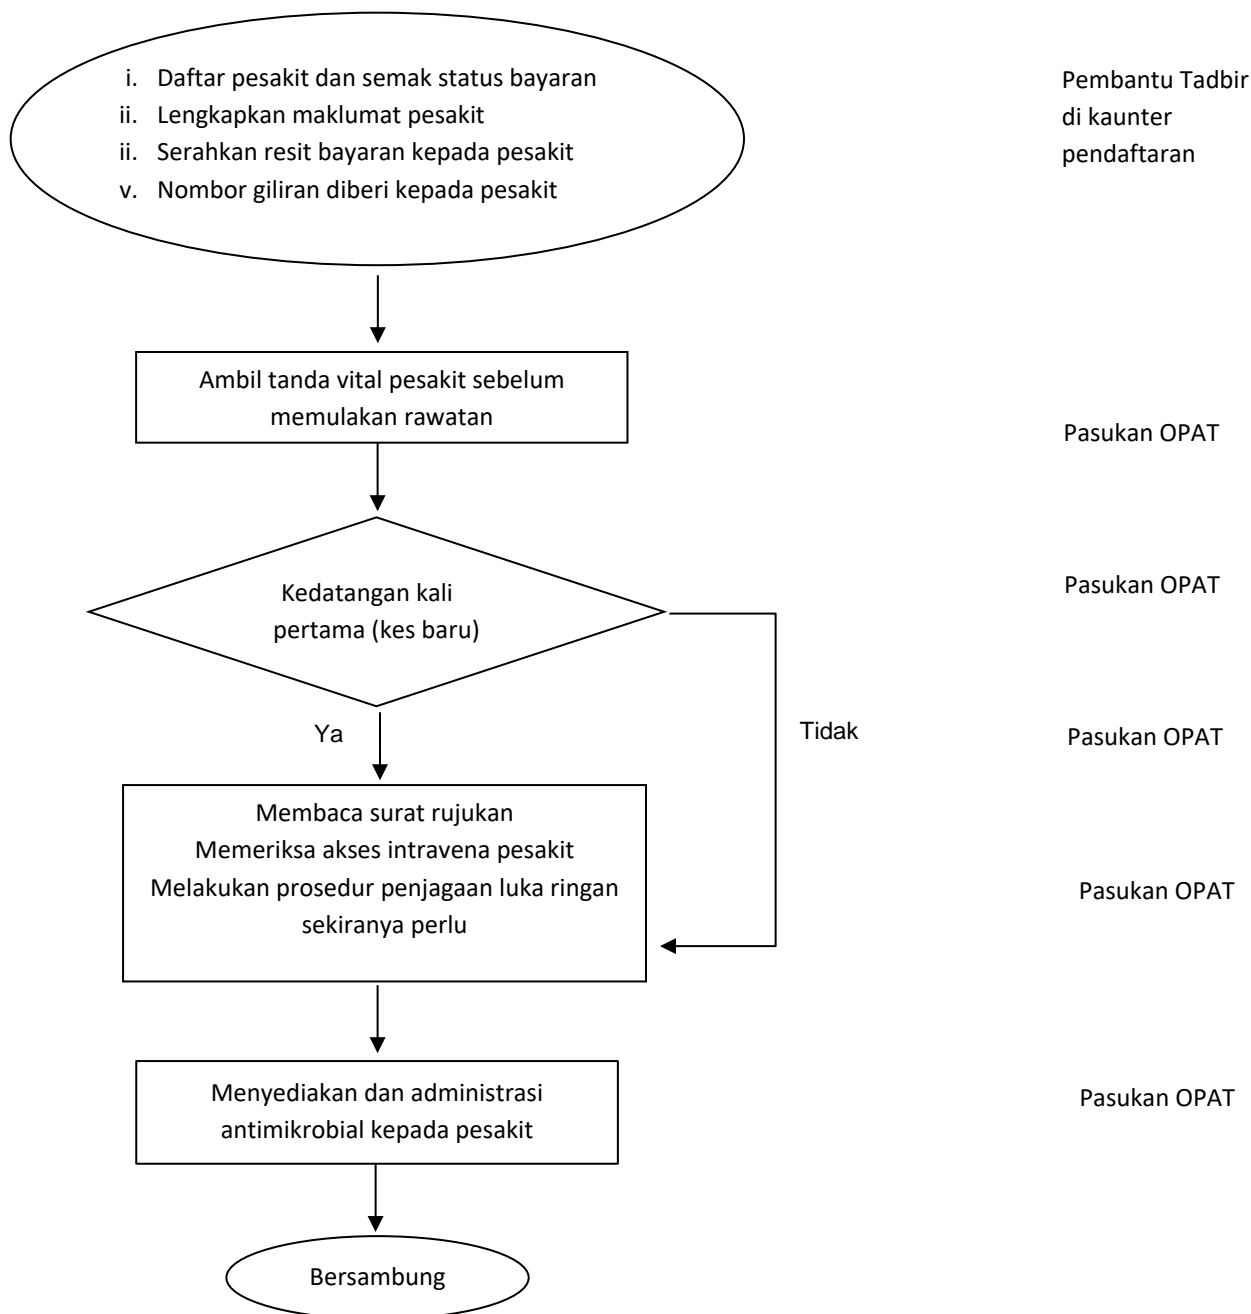 i. Daftar pesakit dan semak status bayaran
ii. Lengkapkan maklumat pesakit
ii. Serahkan resit bayaran kepada pesakit
v. Nombor giliran diberi kepada pesakit
Pembantu Tadbir
di kaunter
pendaftaran
Ambil tanda vital pesakit sebelum
memulakan rawatan
Pasukan OPAT
Kedatangan kali
pertama (kes baru)
Pasukan OPAT
Ya
Tidak
Pasukan OPAT
Membaca surat rujukan
Memeriksa akses intravena pesakit
Melakukan prosedur penjagaan luka ringan
sekiranya perlu
Pasukan OPAT
Menyediakan dan administrasi
antimikrobial kepada pesakit
Pasukan OPAT
Bersambung